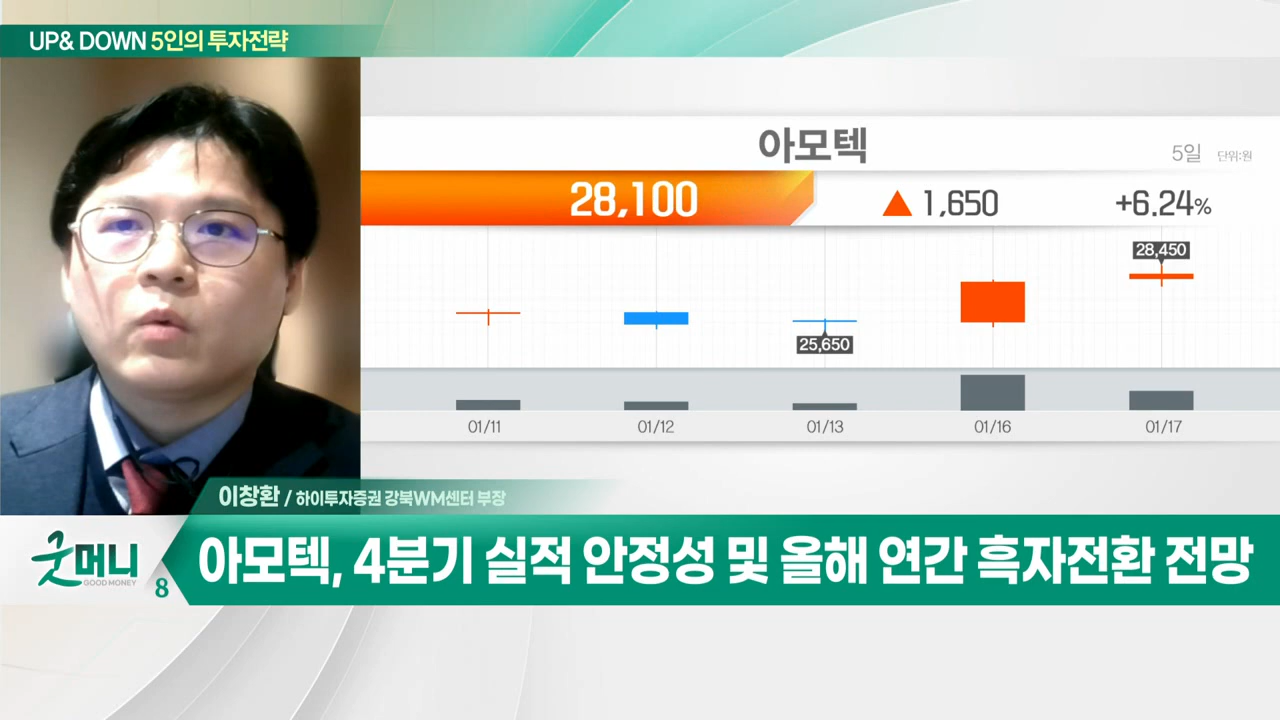 UP& DOWN 5인의 투자전략
아모텍
5일 단위:원
28,100 ▲ 1,650 +6.24%
28,450
25,650
01/11 01/12 01/13 01/16 01/17
이창환 / 하이투자증권 강북WM센터 부장
굿머니
GOOD MONEY
8
아모텍, 4분기 실적 안정성 및 올해 연간 흑자전환 전망